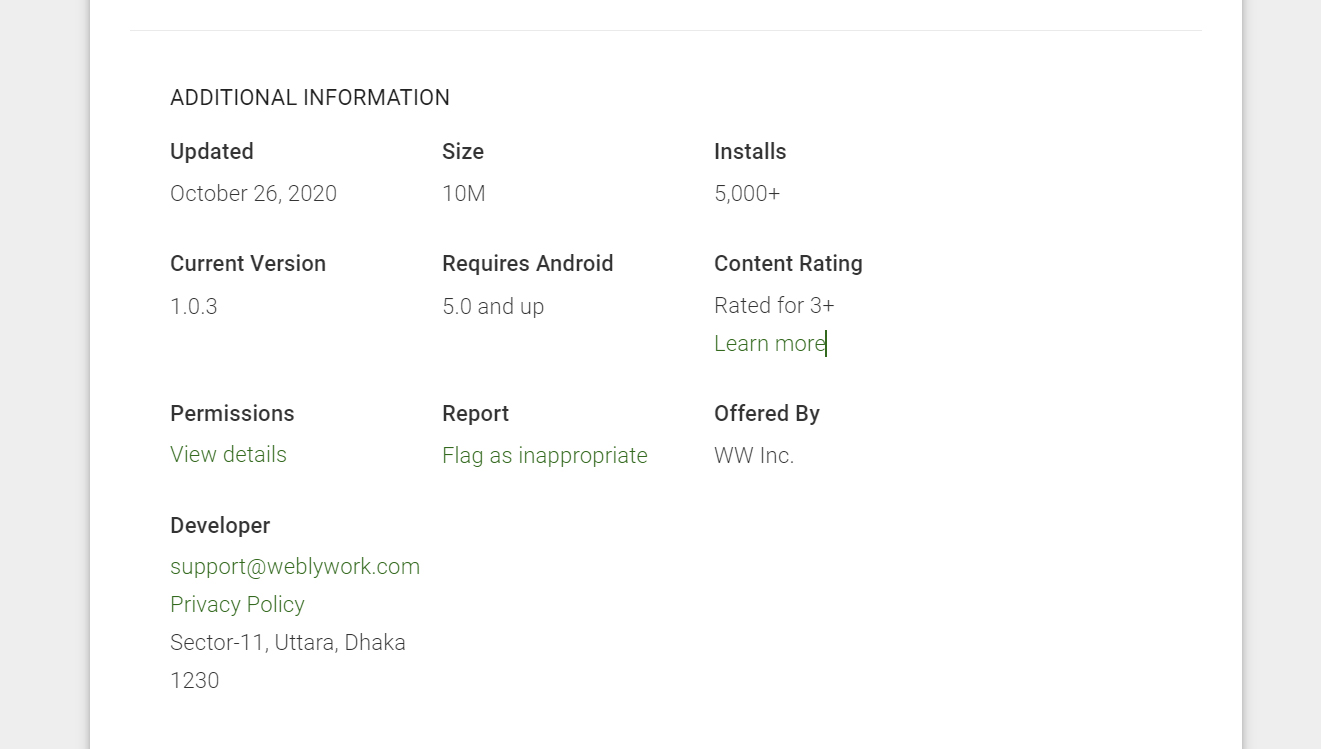 ADDITIONAL INFORMATION
Updated
October 26, 2020
Size
10M
Installs
5,000+
Current Version
1.0.3
Requires Android
5.0 and up
Content Rating
Rated for 3+
Learn more
Permissions
View details
Report
Flag as inappropriate
Offered By
WW Inc.
Developer
support@weblywork.com
Privacy Policy
Sector-11, Uttara, Dhaka
1230